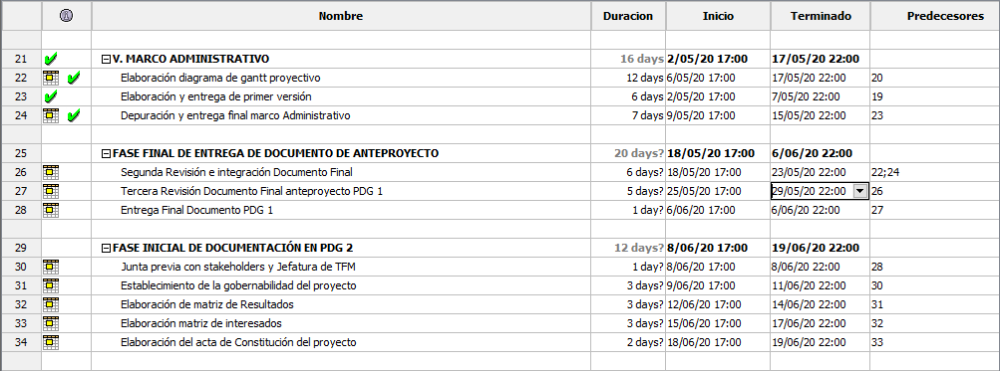 Nombre Duracion Inicio Terminado Predecesores
21 V. MARCO ADMINISTRATIVO 16 days 2/05/20 17:00 17/05/20 22:00
22 Elaboración diagrama de gantt proyectivo 12 days 6/05/20 17:00 17/05/20 22:00 20
23 Elaboración y entrega de primer versión 6 days 2/05/20 17:00 7/05/20 22:00 19
24 Depuración y entrega final marco Administrativo 7 days 9/05/20 17:00 15/05/20 22:00 23
25 FASE FINAL DE ENTREGA DE DOCUMENTO DE ANTEPROYECTO 20 days? 18/05/20 17:00 6/06/20 22:00
26 Segunda Revisión e integración Documento Final 6 days? 18/05/20 17:00 23/05/20 22:00 22;24
27 Tercera Revisión Documento Final anteproyecto PDG 1 5 days? 25/05/20 17:00 29/05/20 22:00 26
28 Entrega Final Documento PDG 1 1 day? 6/06/20 17:00 6/06/20 22:00 27
29 FASE INICIAL DE DOCUMENTACIÓN EN PDG 2 12 days? 8/06/20 17:00 19/06/20 22:00
30 Junta previa con stakeholders y Jefatura de TFM 1 day? 8/06/20 17:00 8/06/20 22:00 28
31 Establecimiento de la gobernabilidad del proyecto 3 days? 9/06/20 17:00 11/06/20 22:00 30
32 Elaboración de matriz de Resultados 3 days? 12/06/20 17:00 14/06/20 22:00 31
33 Elaboración matriz de interesados 3 days? 15/06/20 17:00 17/06/20 22:00 32
34 Elaboración del acta de Constitución del proyecto 2 days? 18/06/20 17:00 19/06/20 22:00 33